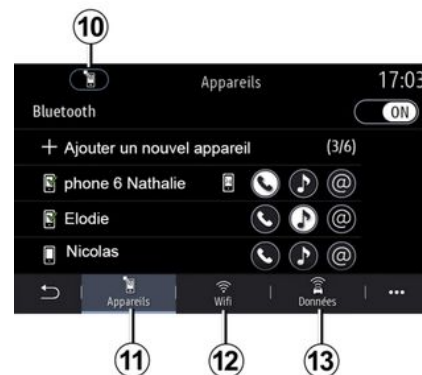 10
Appareils 17:03
Bluetooth ON
+ Ajouter un nouvel appareil (3/6)
phone 6 Nathalie @
Elodie @
Nicolas @
Appareils Wifi Données ...
11 12 13